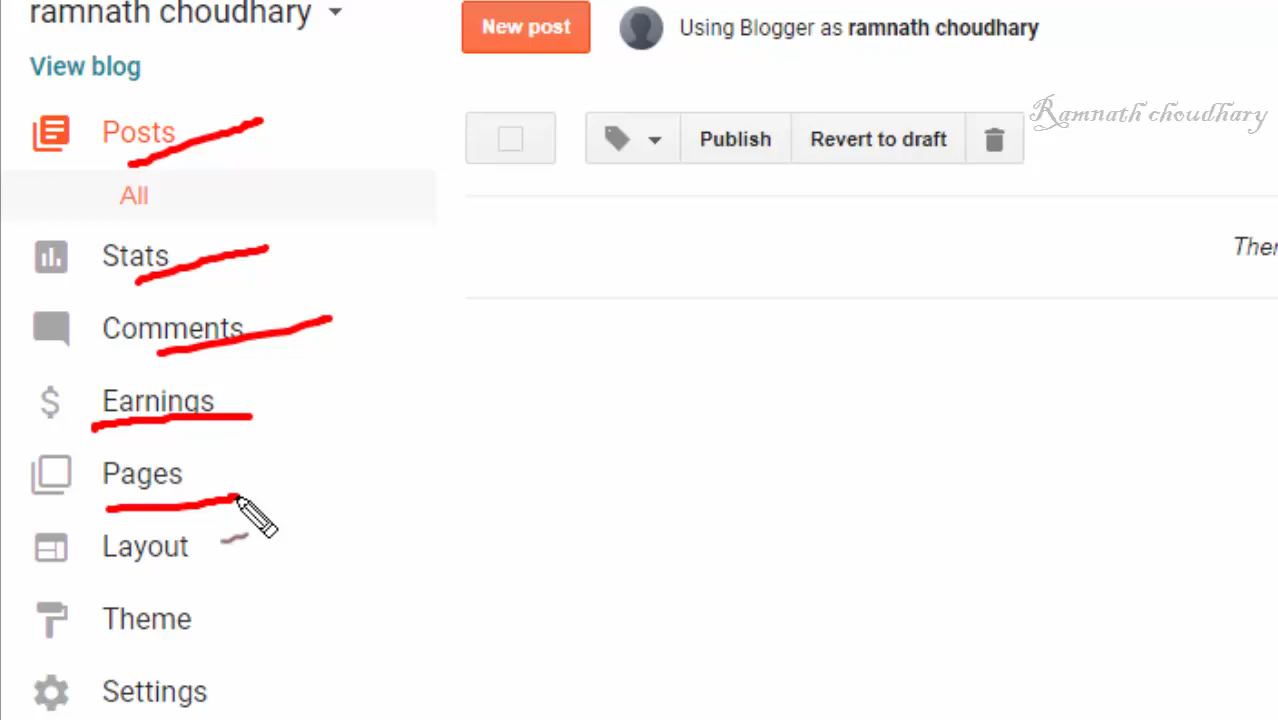 ramnath choudhary
New post
Using Blogger as ramnath choudhary
View blog
Ramnath choudhary
Posts
Publish
Revert to draft
All
Stats
Comments
Earnings
Pages
Layout
Theme
Settings